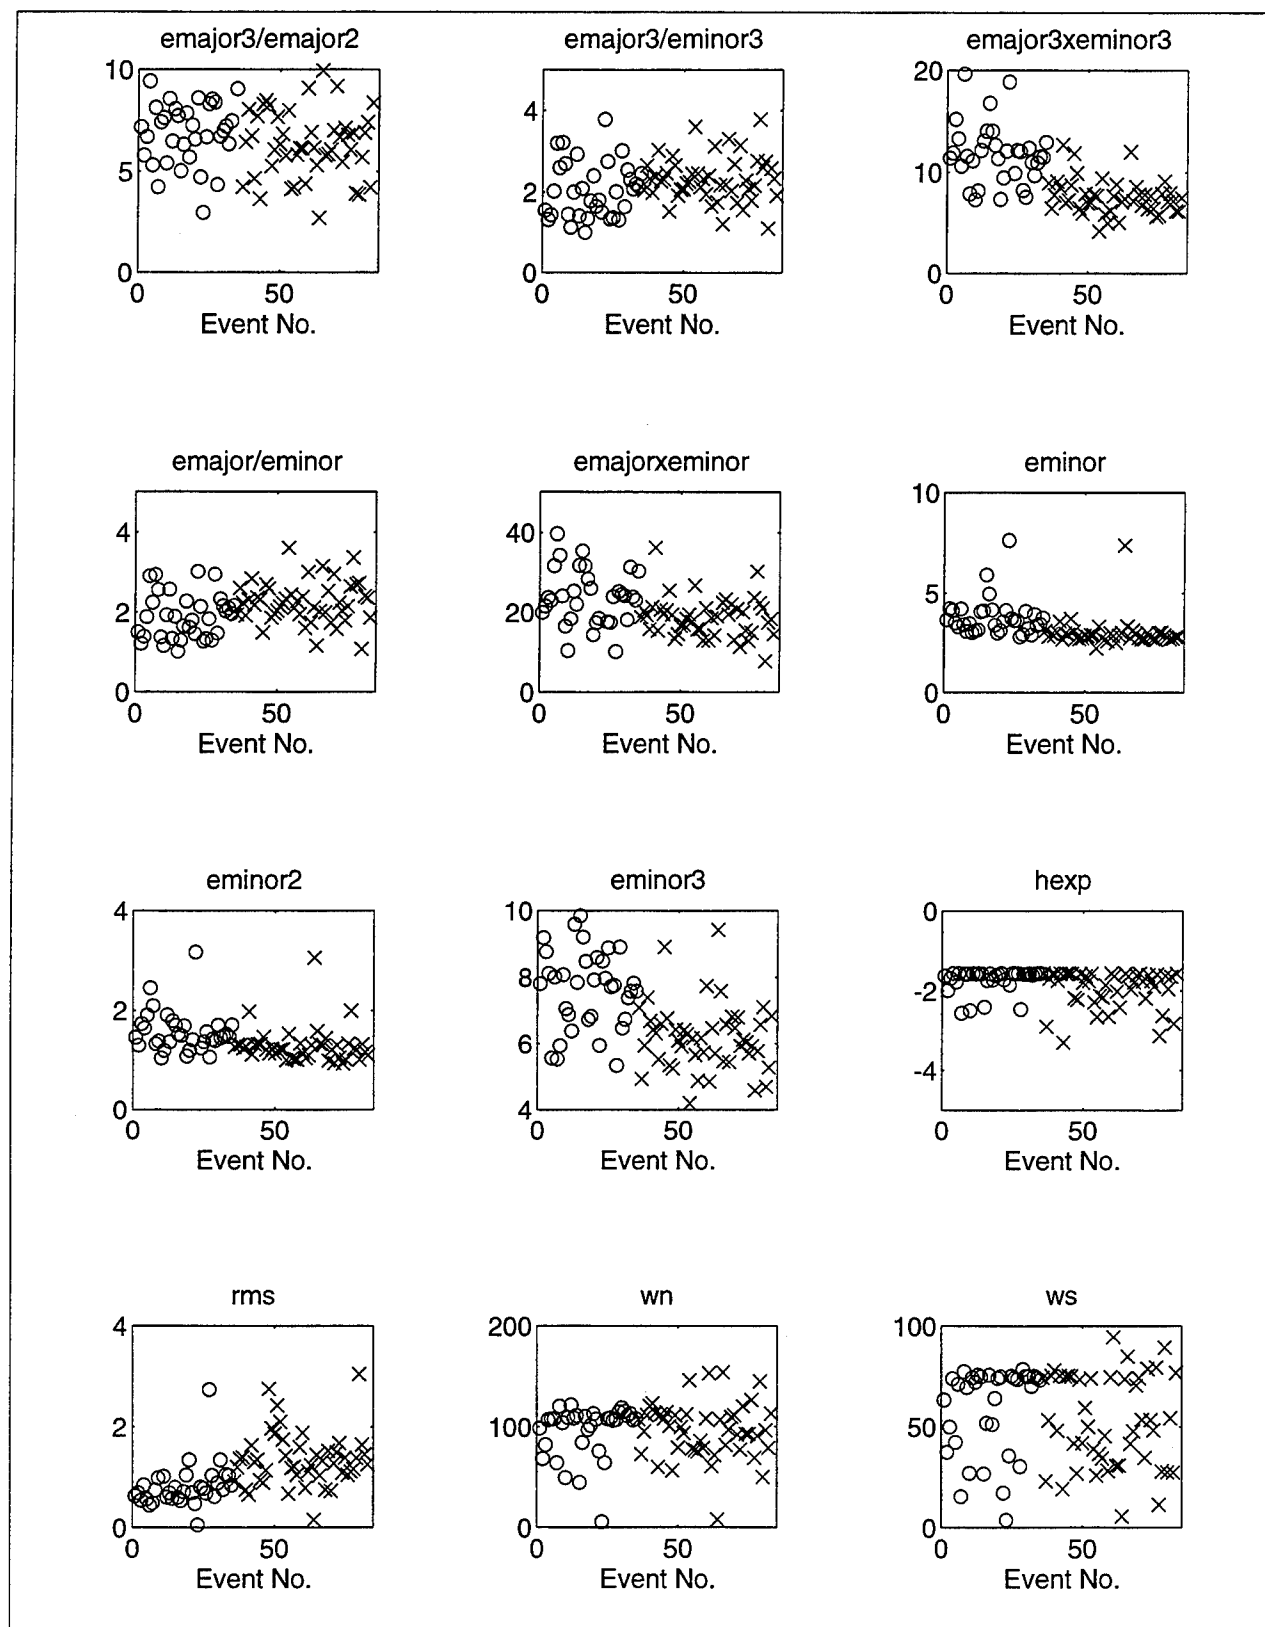 emajor3/emajor2
emajor3/eminor3
emajor3xeminor3
10
5
0
0
50
Event No.
4
2
0
0
50
Event No.
20
10
0
0
50
Event No.
emajor/eminor
emajorxeminor
eminor
4
2
0
0
50
Event No.
40
20
0
0
50
Event No.
10
5
0
0
50
Event No.
eminor2
eminor3
hexp
4
2
0
0
50
Event No.
10
8
6
4
0
50
Event No.
0
-2
-4
0
50
Event No.
rms
wn
ws
4
2
0
0
50
Event No.
200
100
0
0
50
Event No.
100
50
0
0
50
Event No.